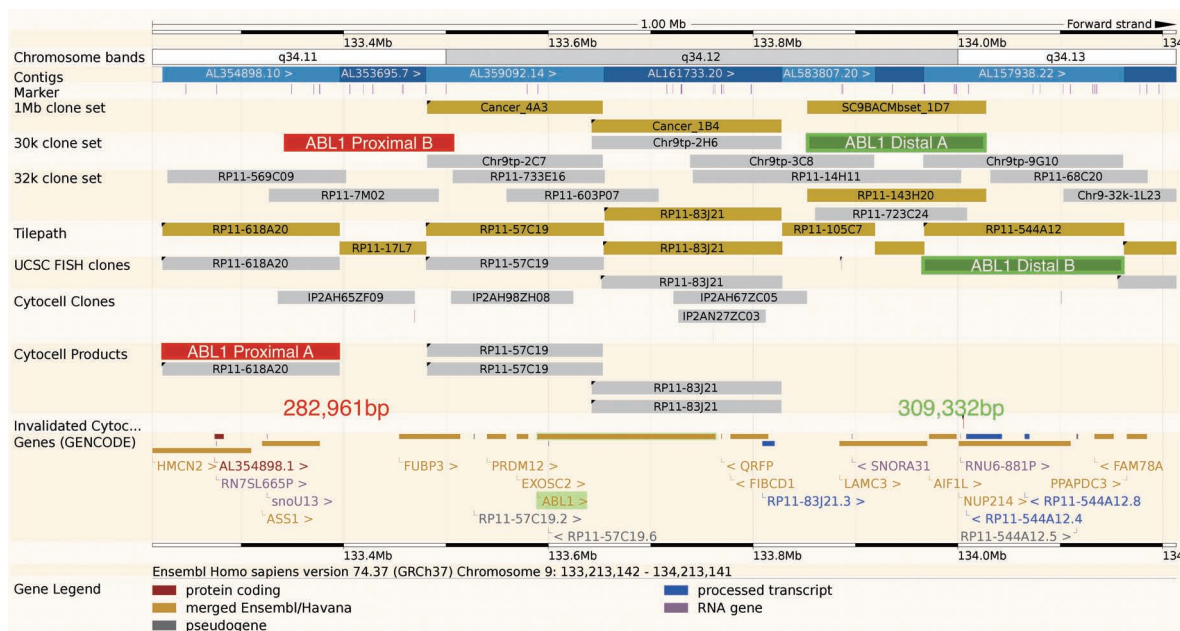 1.00 Mb Forward strand
133.4Mb 133.6Mb 133.8Mb 134.0Mb 134
Chromosome bands q34.11 q34.12 q34.13
Contigs AL354898.10 > AL353695.7 > AL359092.14 > AL161733.20 > AL583807.20 > AL157938.22 >
Marker
1Mb clone set Cancer_4A3 SC9BACMbset_1D7
Cancer_1B4
30k clone set ABL1 Proximal B Chr9tp-2H6 ABL1 Distal A
Chr9tp-2C7 Chr9tp-3C8 Chr9tp-9G10
32k clone set RP11-569C09 RP11-733E16 RP11-14H11 RP11-68C20
RP11-7M02 RP11-603P07 RP11-143H20 Chr9-32k-1L23
RP11-83J21 RP11-723C24
Tilepath RP11-618A20 RP11-57C19 RP11-105C7 RP11-544A12
RP11-17L7 RP11-83J21
UCSC FISH clones RP11-618A20 RP11-57C19 ABL1 Distal B
RP11-83J21
Cytocell Clones IP2AH65ZF09 IP2AH98ZH08 IP2AH67ZC05
IP2AN27ZC03
Cytocell Products ABL1 Proximal A RP11-57C19
RP11-618A20 RP11-57C19
RP11-83J21
282,961bp RP11-83J21 309,332bp
Invalidated Cytoc...
Genes (GENCODE)
HMCN2 > AL354898.1 > FUBP3 > PRDM12 > < QRFP < SNORA31 RNU6-881P > < FAM78A
RN7SL665P > EXOSC2 > < FIBCD1 LAMC3 > AIF1L > PPAPDC3 >
snoU13 > ABL1 > RP11-83J21.3 > NUP214 > < RP11-544A12.8
ASS1 > RP11-57C19.2 > < RP11-544A12.4
< RP11-57C19.6 RP11-544A12.5 >
133.4Mb 133.6Mb 133.8Mb 134.0Mb 134
Ensembl Homo sapiens version 74.37 (GRCh37) Chromosome 9: 133,213,142 - 134,213,141
Gene Legend protein coding processed transcript
merged Ensembl/Havana RNA gene
pseudogene